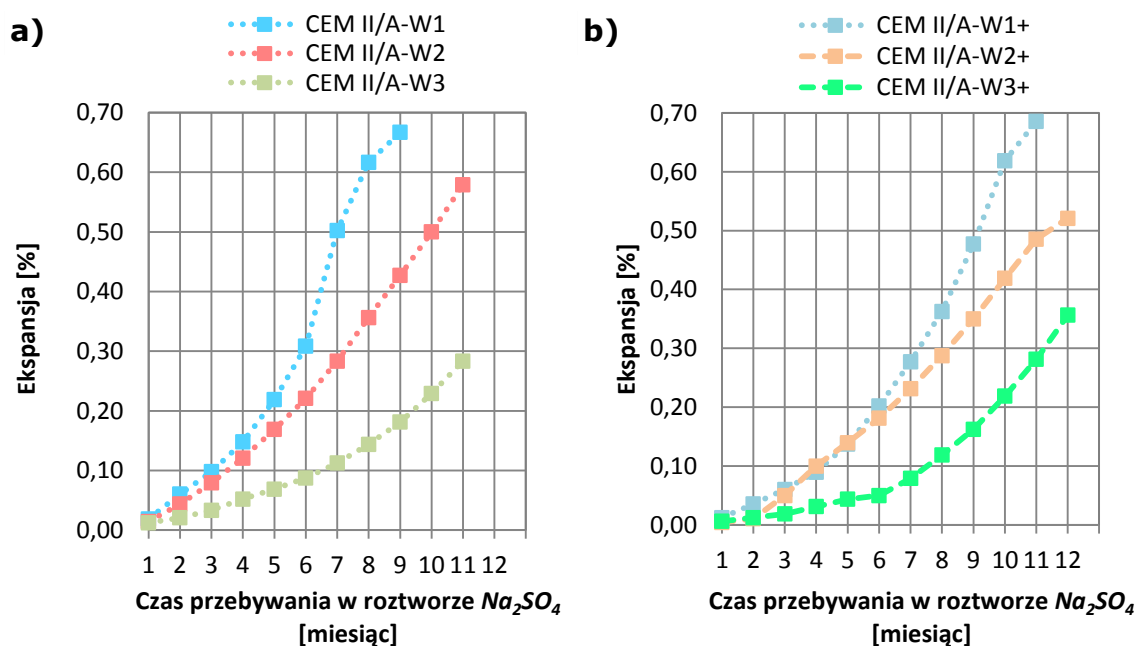 a)
CEM II/A-W1
CEM II/A-W2
CEM II/A-W3
0,70
0,60
0,50
0,40
0,30
0,20
0,10
0,00
Ekspansja [%]
1 2 3 4 5 6 7 8 9 10 11 12
Czas przebywania w roztworze Na₂SO₄
[miesiąc]
b)
CEM II/A-W1+
CEM II/A-W2+
CEM II/A-W3+
0,70
0,60
0,50
0,40
0,30
0,20
0,10
0,00
Ekspansja [%]
1 2 3 4 5 6 7 8 9 10 11 12
Czas przebywania w roztworze Na₂SO₄
[miesiąc]